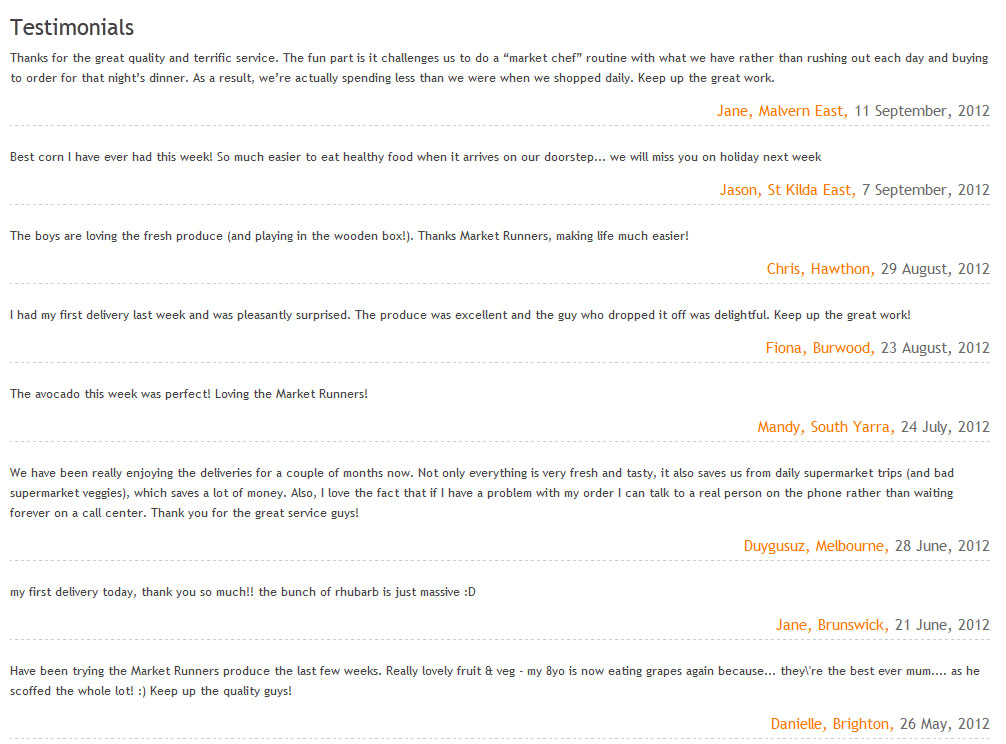 Testimonials
Thanks for the great quality and terrific service. The fun part is it challenges us to do a “market chef” routine with what we have rather than rushing out each day and buying
to order for that night’s dinner. As a result, we’re actually spending less than we were when we shopped daily. Keep up the great work.
Jane, Malvern East, 11 September, 2012
Best corn I have ever had this week! So much easier to eat healthy food when it arrives on our doorstep... we will miss you on holiday next week
Jason, St Kilda East, 7 September, 2012
The boys are loving the fresh produce (and playing in the wooden box!). Thanks Market Runners, making life much easier!
Chris, Hawthon, 29 August, 2012
I had my first delivery last week and was pleasantly surprised. The produce was excellent and the guy who dropped it off was delightful. Keep up the great work!
Fiona, Burwood, 23 August, 2012
The avocado this week was perfect! Loving the Market Runners!
Mandy, South Yarra, 24 July, 2012
We have been really enjoying the deliveries for a couple of months now. Not only everything is very fresh and tasty, it also saves us from daily supermarket trips (and bad
supermarket veggies), which saves a lot of money. Also, I love the fact that if I have a problem with my order I can talk to a real person on the phone rather than waiting
forever on a call center. Thank you for the great service guys!
Duygusuz, Melbourne, 28 June, 2012
my first delivery today, thank you so much!! the bunch of rhubarb is just massive :D
Jane, Brunswick, 21 June, 2012
Have been trying the Market Runners produce the last few weeks. Really lovely fruit & veg - my 8yo is now eating grapes again because... they\'re the best ever mum.... as he
scoffed the whole lot! :) Keep up the quality guys!
Danielle, Brighton, 26 May, 2012